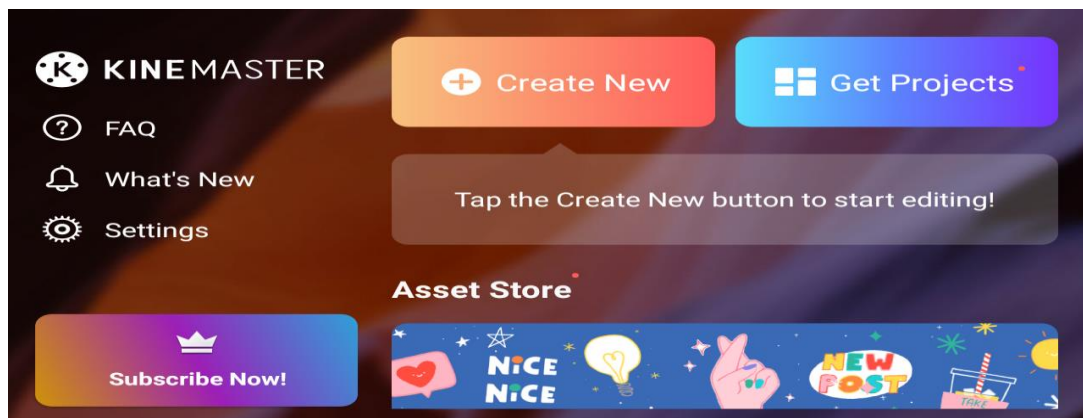 KINEMASTER
FAQ
What's New
Settings
Subscribe Now!
Create New
Get Projects
Tap the Create New button to start editing!
Asset Store
NiCE
NiCE
NEW
POST
TAKE